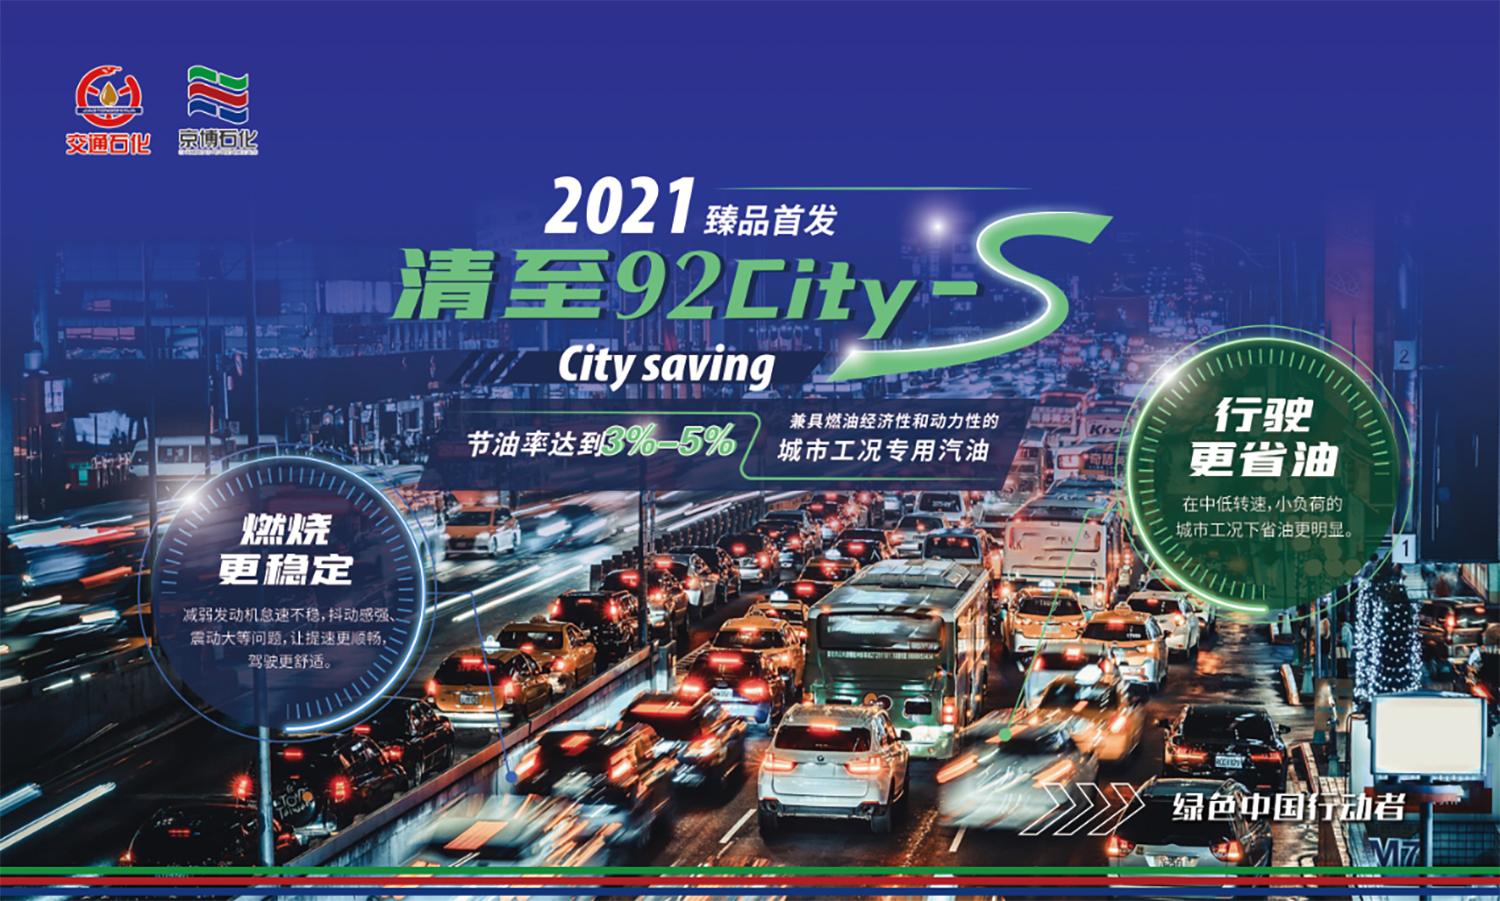 交通石化
京博石化
2021 臻品首发
清至92City-S
City saving
节油率达到3%-5%
兼具燃油经济性和动力性的
城市工况专用汽油
行驶
更省油
在中低转速,小负荷的
城市工况下省油更明显。
燃烧
更稳定
减弱发动机怠速不稳,抖动感强、
震动大等问题,让提速更顺畅,
驾驶更舒适。
2
1
绿色中国行动者
M7